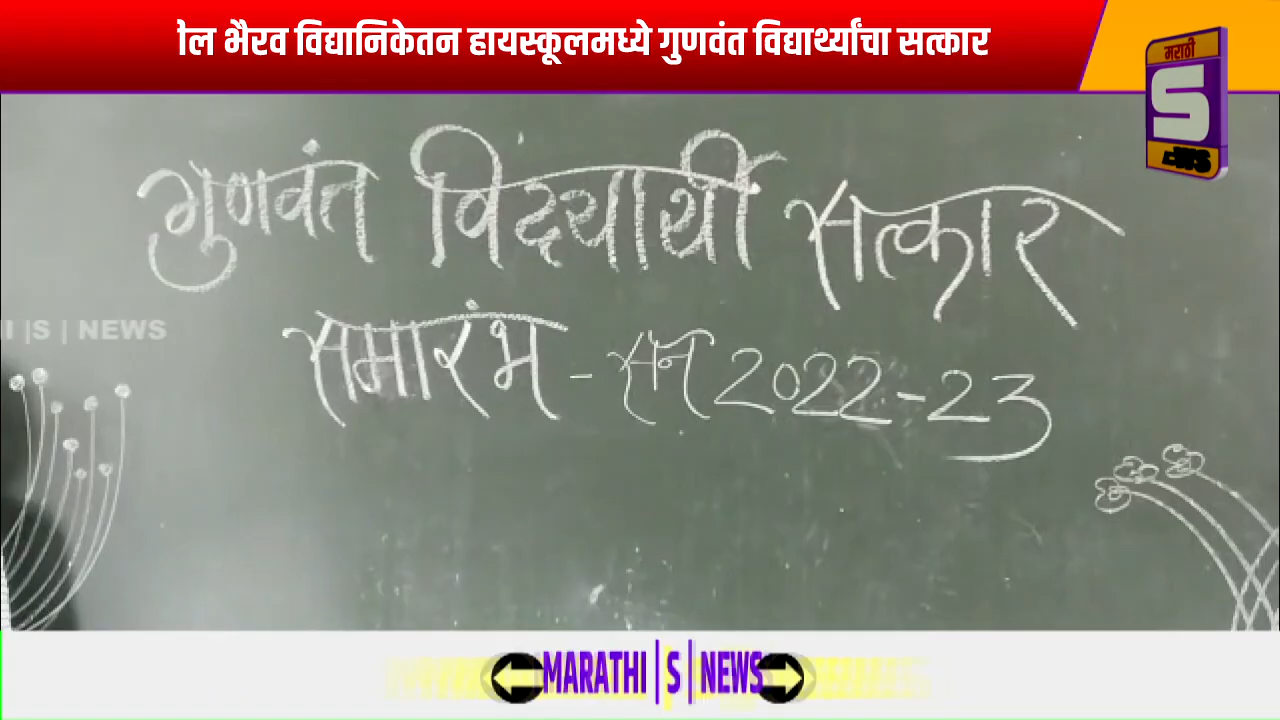 ेल भैरव विद्यानिकेतन हायस्कूलमध्ये गुणवंत विद्यार्थ्यांचा सत्कार
मराठी
S
गुणवंत विद्यार्थी सत्कार
I |S | NEWS
समारंभ - सन 2022-23
MARATHI |S| NEWS